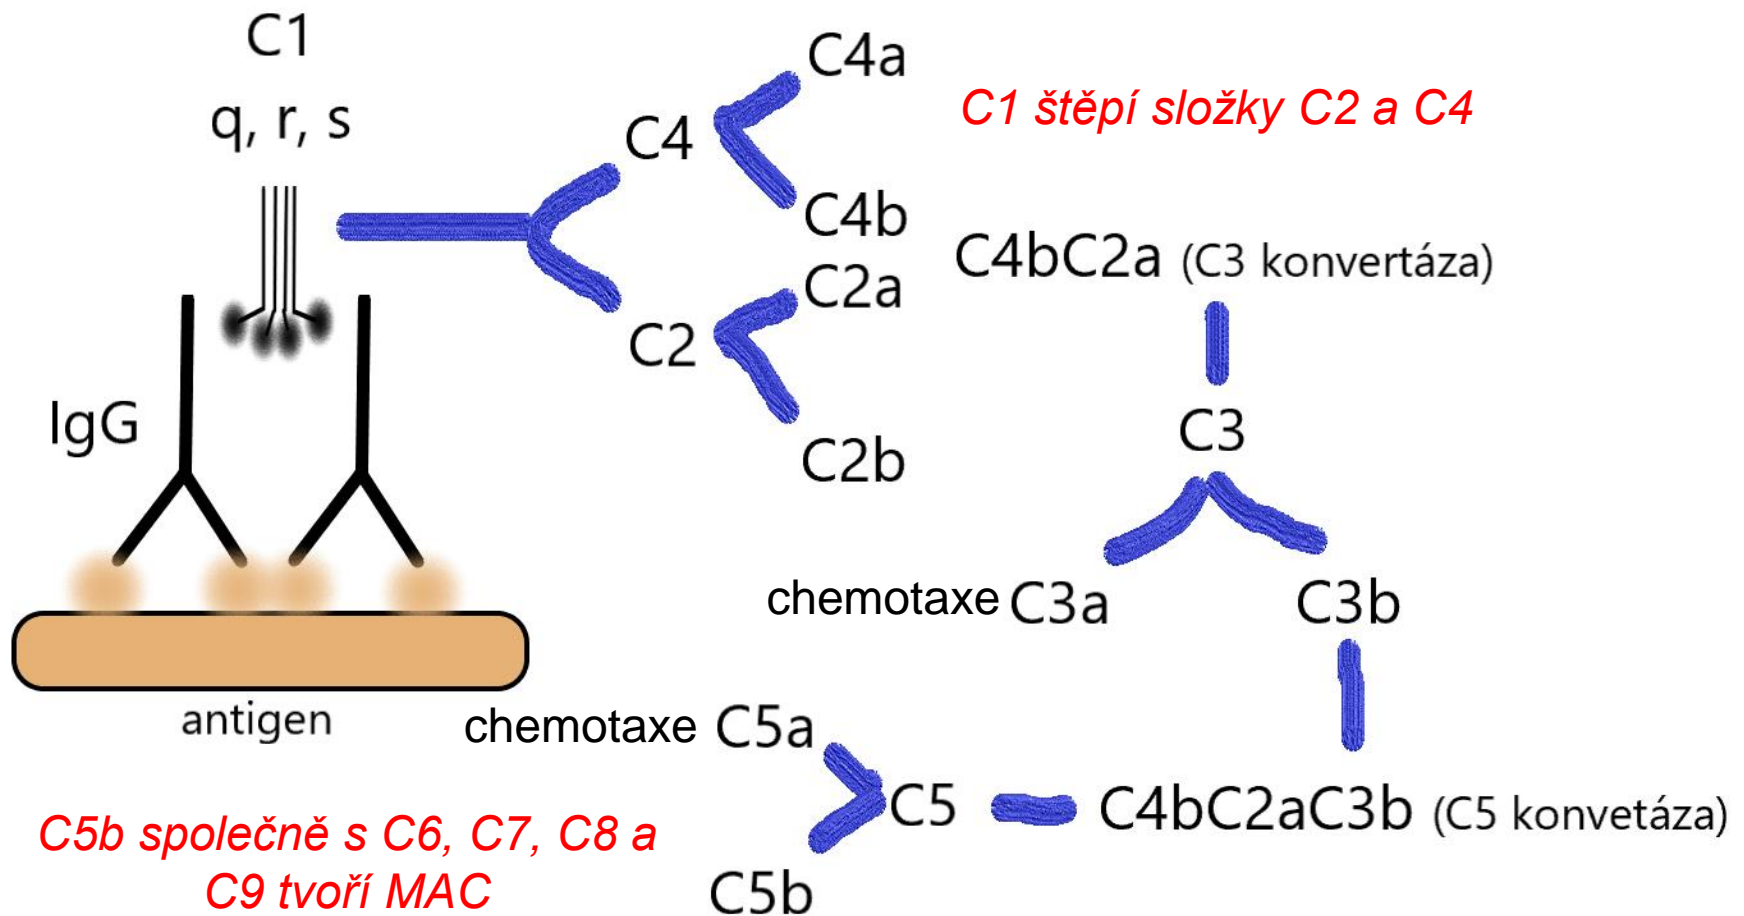 C1
q, r, s
IgG
antigen
C4
C2
C4a
C4b
C2a
C2b
C1 štěpí složky C2 a C4
C4bC2a (C3 konvertáza)
C3
chemotaxe C3a
C3b
C4bC2aC3b (C5 konvetáza)
C5
chemotaxe C5a
C5b
C5b společně s C6, C7, C8 a
C9 tvoří MAC